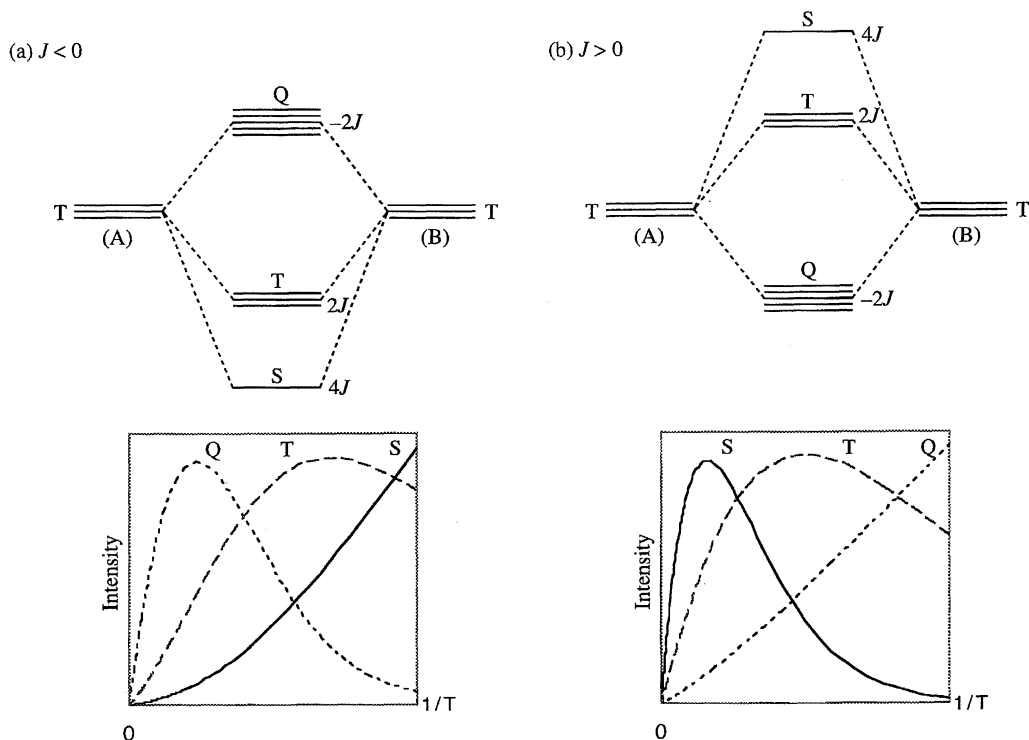 (a) J < 0
Q
–2J
T
(A)
(B)
T
T
2J
S
4J
Q
T
S
Intensity
1/T
0
(b) J > 0
S
4J
T
2J
T
(A)
(B)
T
Q
–2J
S
T
Q
Intensity
1/T
0